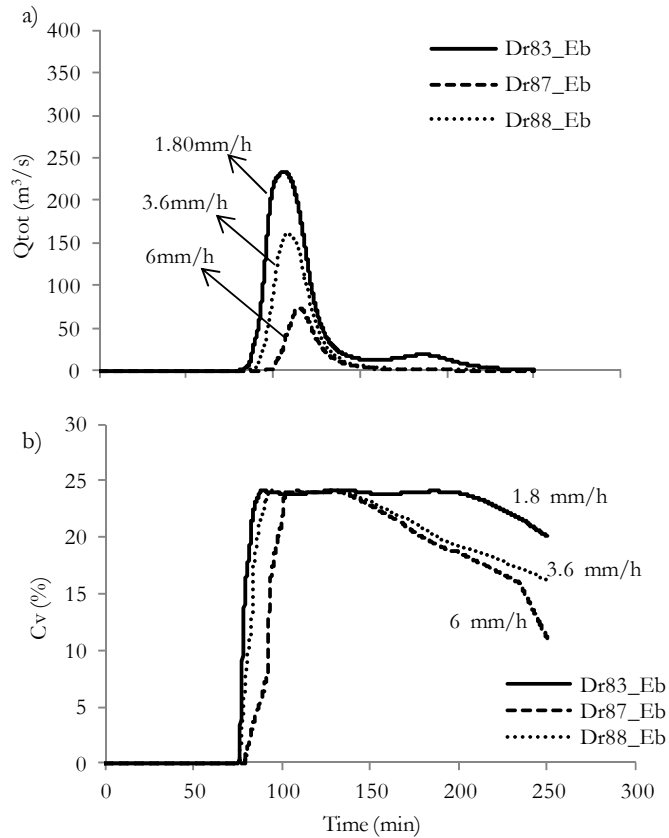 a)
400
350
300
250
200
150
100
50
0
Qtot (m³/s)
Dr83_Eb
Dr87_Eb
Dr88_Eb
1.80mm/h
3.6mm/h
6mm/h
b)
30
25
20
15
10
5
0
Cv (%)
1.8 mm/h
3.6 mm/h
6 mm/h
Dr83_Eb
Dr87_Eb
Dr88_Eb
0 50 100 150 200 250 300
Time (min)